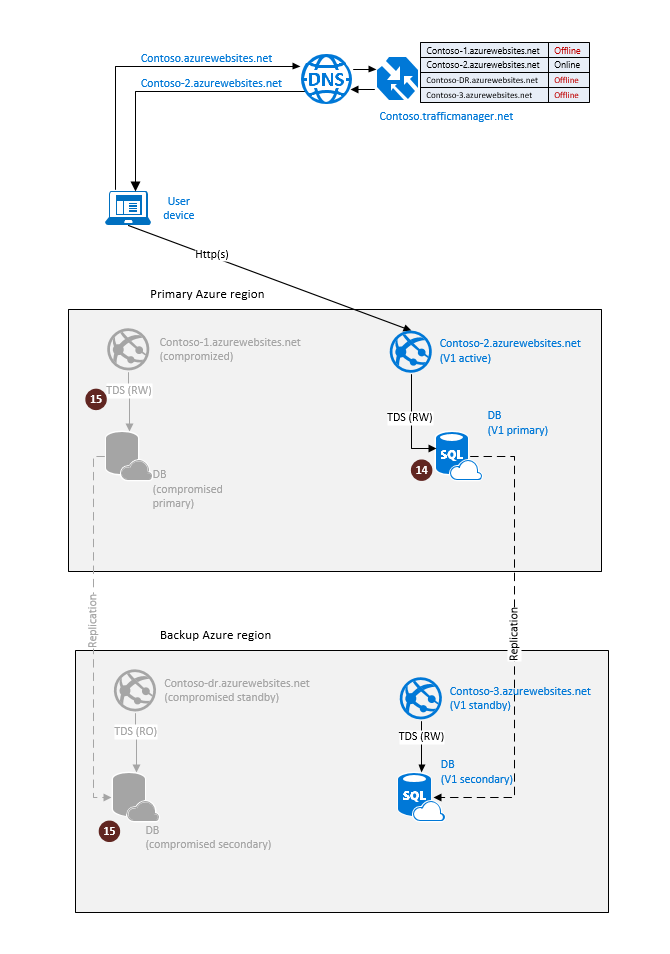 Contoso.azurewebsites.net
Contoso-2.azurewebsites.net
DNS
Contoso-1.azurewebsites.net Offline
Contoso-2.azurewebsites.net Online
Contoso-DR.azurewebsites.net Offline
Contoso-3.azurewebsites.net Offline
Contoso.trafficmanager.net
User
device
Http(s)
Primary Azure region
Contoso-1.azurewebsites.net
(compromized)
Contoso-2.azurewebsites.net
(V1 active)
15
TDS (RW)
TDS (RW)
DB
(V1 primary)
SQL
14
DB
(compromised
primary)
Replication
Replication
Backup Azure region
Contoso-dr.azurewebsites.net
(compromised standby)
Contoso-3.azurewebsites.net
(V1 standby)
TDS (RO)
TDS (RW)
DB
(V1 secondary)
SQL
15
DB
(compromised secondary)